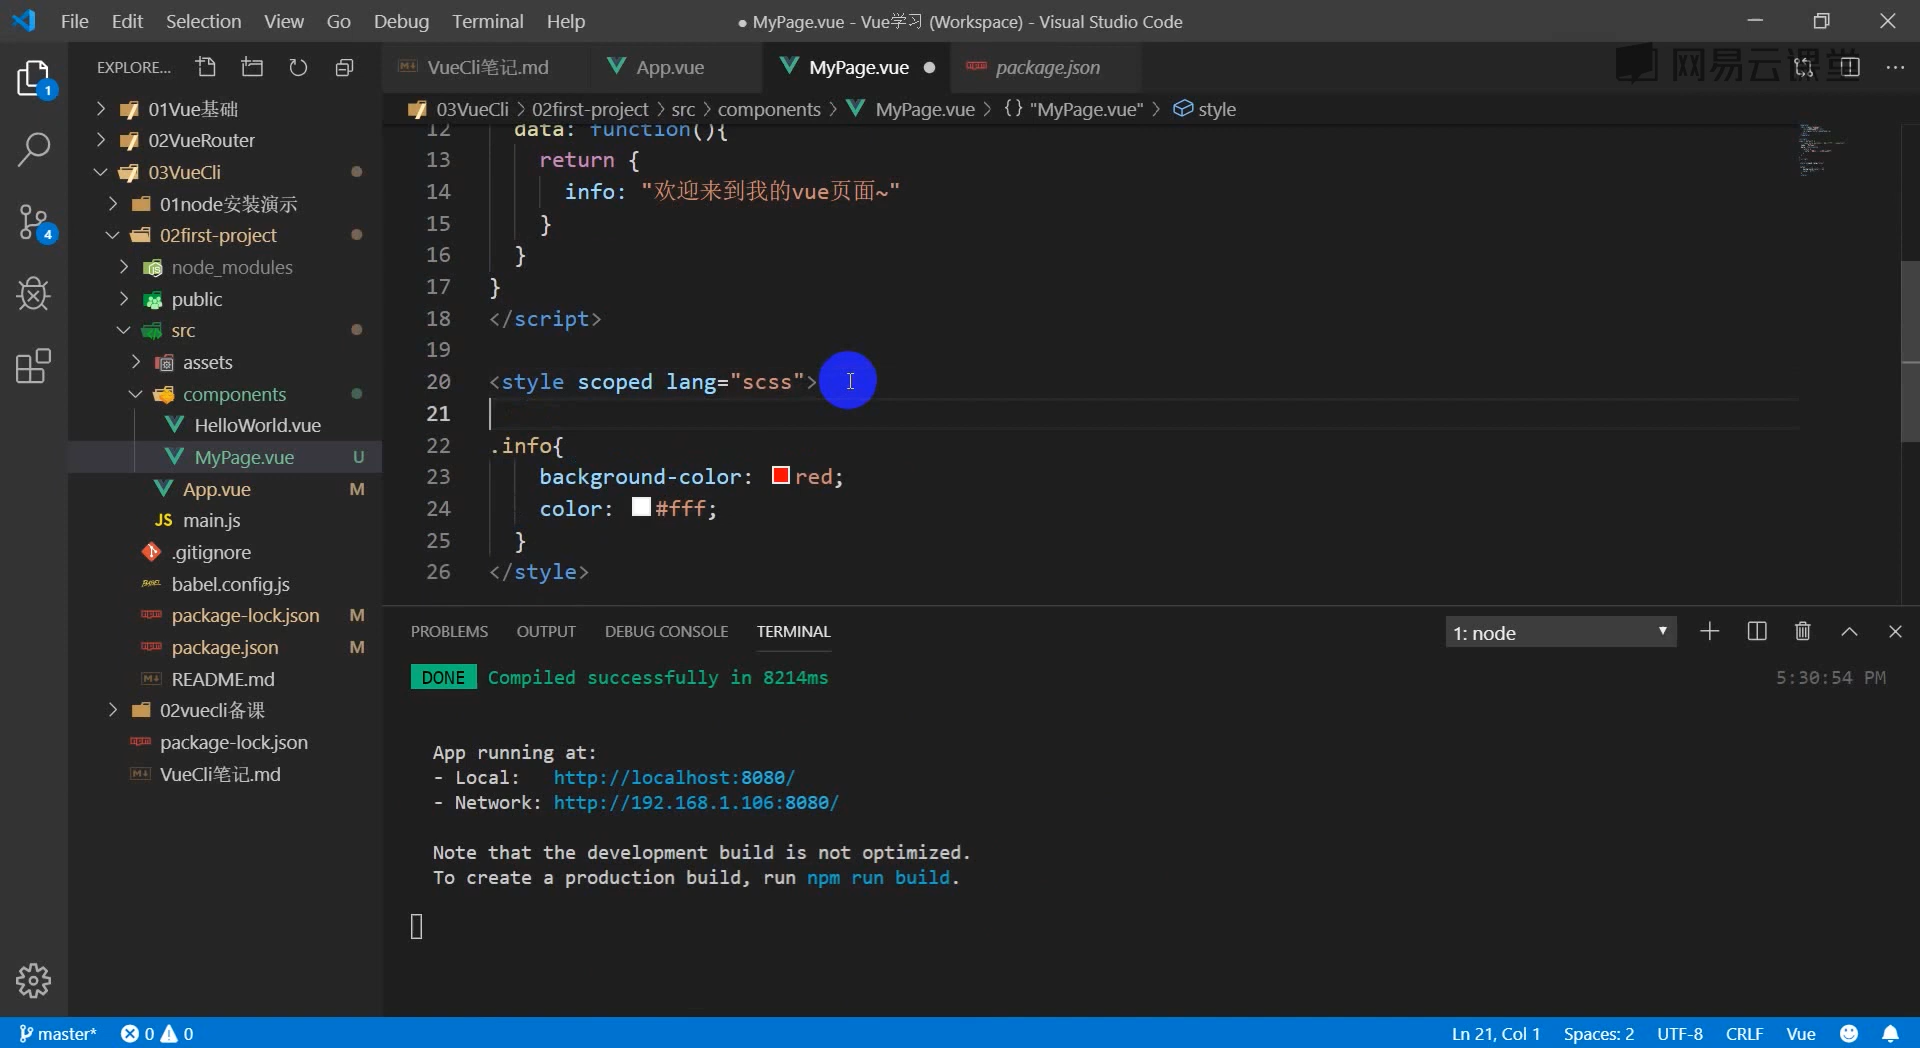 File Edit Selection View Go Debug Terminal Help ● MyPage.vue - Vue学习 (Workspace) - Visual Studio Code
EXPLORE...
VueCli笔记.md App.vue MyPage.vue ● package.json
网易云课堂
03VueCli > 02first-project > src > components > MyPage.vue > {} "MyPage.vue" > style
1
4
01Vue基础
02VueRouter
03VueCli
01node安装演示
02first-project
node_modules
public
src
assets
components
HelloWorld.vue
MyPage.vue U
App.vue M
JS main.js
.gitignore
babel.config.js
package-lock.json M
package.json M
README.md
02vuecli备课
package-lock.json
VueCli笔记.md
12 data: function(){
13 return {
14 info: "欢迎来到我的vue页面~"
15 }
16 }
17 }
18 </script>
19
20 <style scoped lang="scss">
21
22 .info{
23 background-color: red;
24 color: #fff;
25 }
26 </style>
PROBLEMS OUTPUT DEBUG CONSOLE TERMINAL 1: node
DONE Compiled successfully in 8214ms 5:30:54 PM
App running at:
- Local: http://localhost:8080/
- Network: http://192.168.1.106:8080/
Note that the development build is not optimized.
To create a production build, run npm run build.
master* 0 0 Ln 21, Col 1 Spaces: 2 UTF-8 CRLF Vue